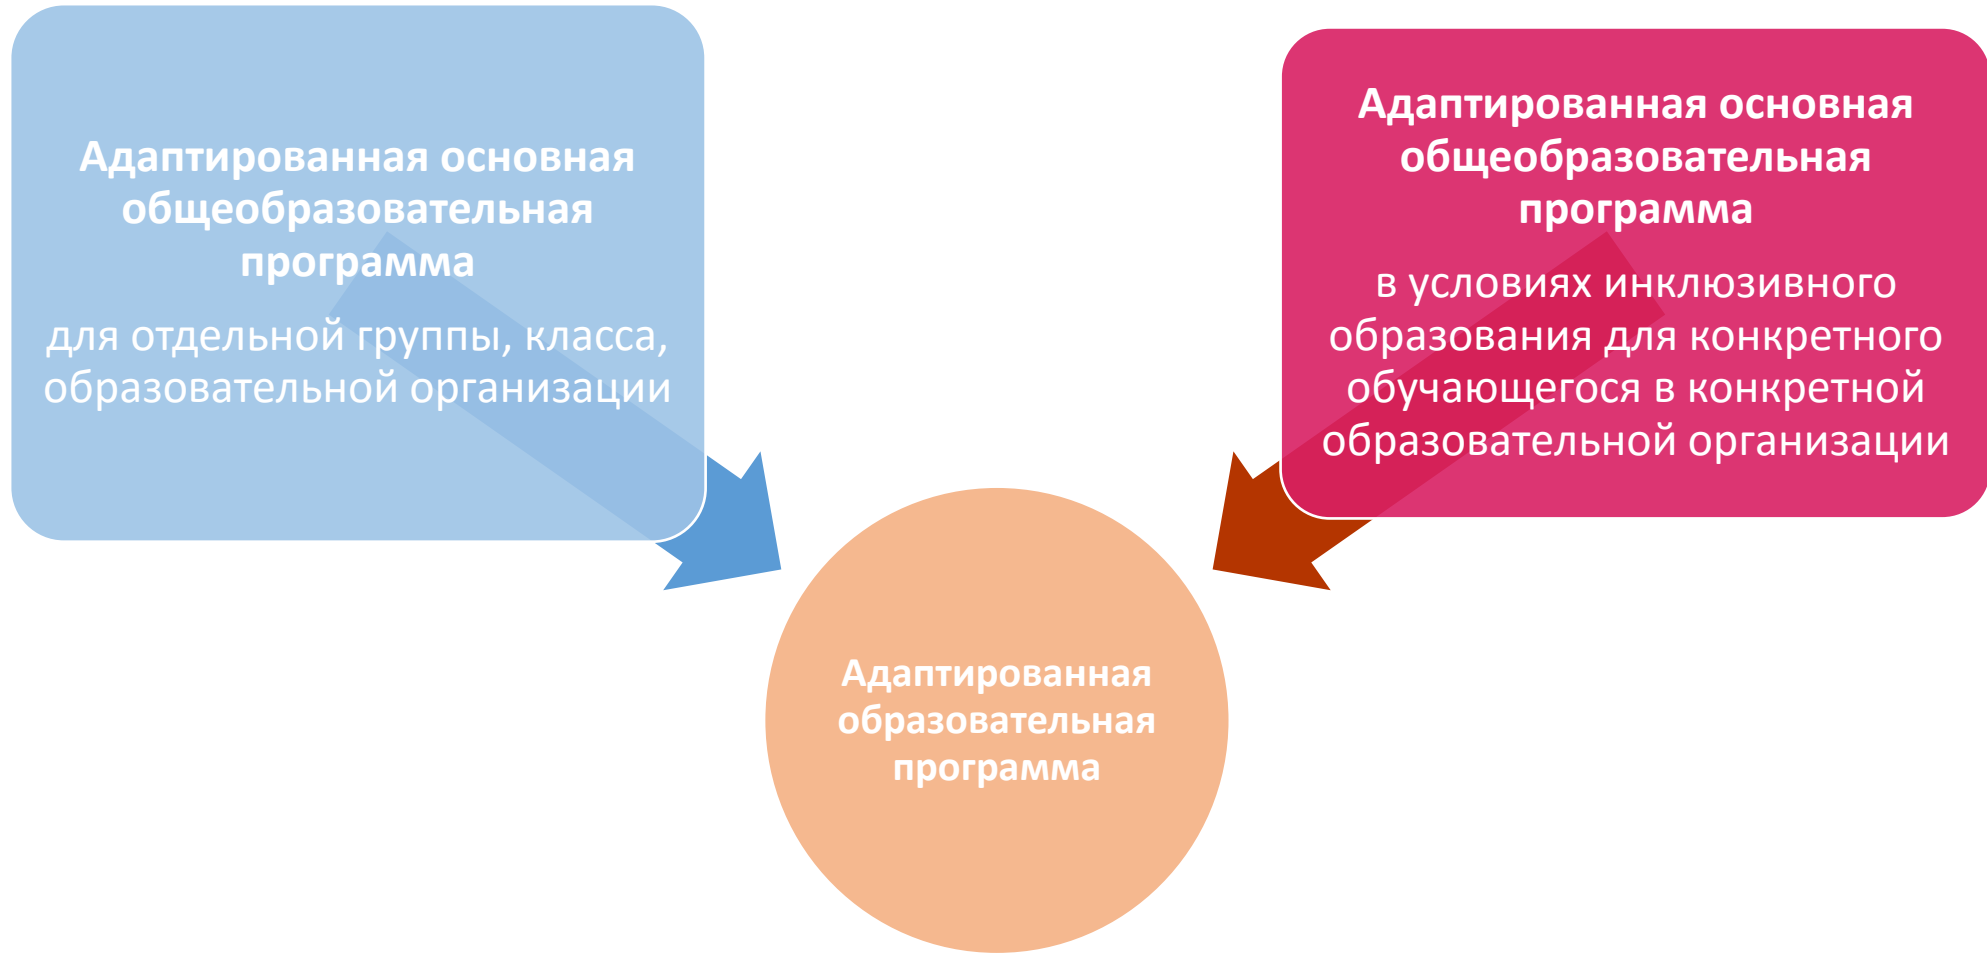 Адаптированная основная
общеобразовательная
программа
для отдельной группы, класса,
образовательной организации
Адаптированная основная
общеобразовательная
программа
в условиях инклюзивного
образования для конкретного
обучающегося в конкретной
образовательной организации
Адаптированная
образовательная
программа